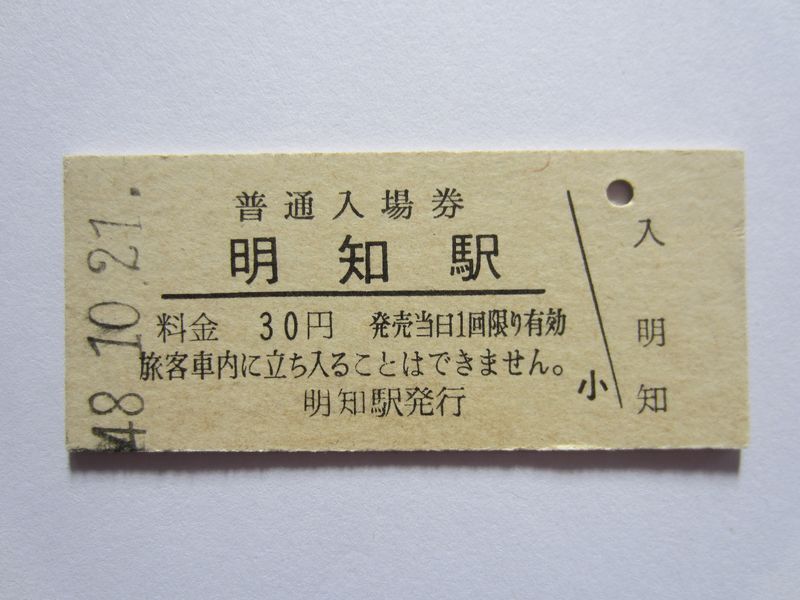 普通入場券
明知駅
料金 30円 発売当日1回限り有効
旅客車内に立ち入ることはできません。
明知駅発行
小
入
明
知
48.10.21.